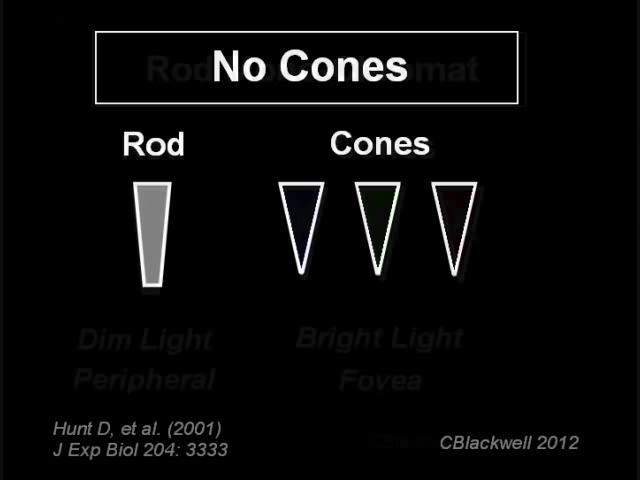 No Cones
Rod Cones
Dim Light Bright Light
Peripheral Fovea
Hunt D, et al. (2001)
J Exp Biol 204: 3333 CBlackwell 2012